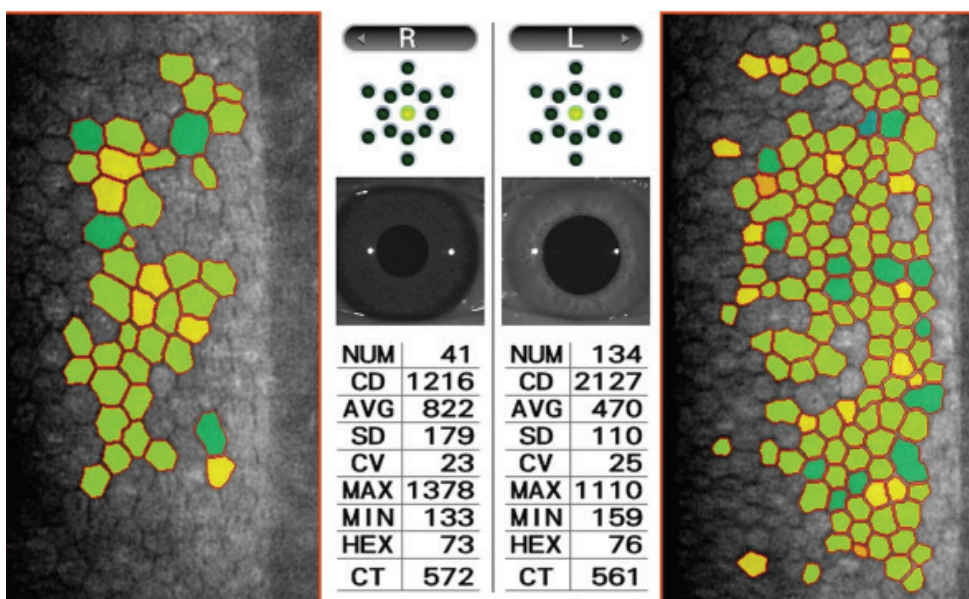 R L
NUM 41 NUM 134
CD 1216 CD 2127
AVG 822 AVG 470
SD 179 SD 110
CV 23 CV 25
MAX 1378 MAX 1110
MIN 133 MIN 159
HEX 73 HEX 76
CT 572 CT 561